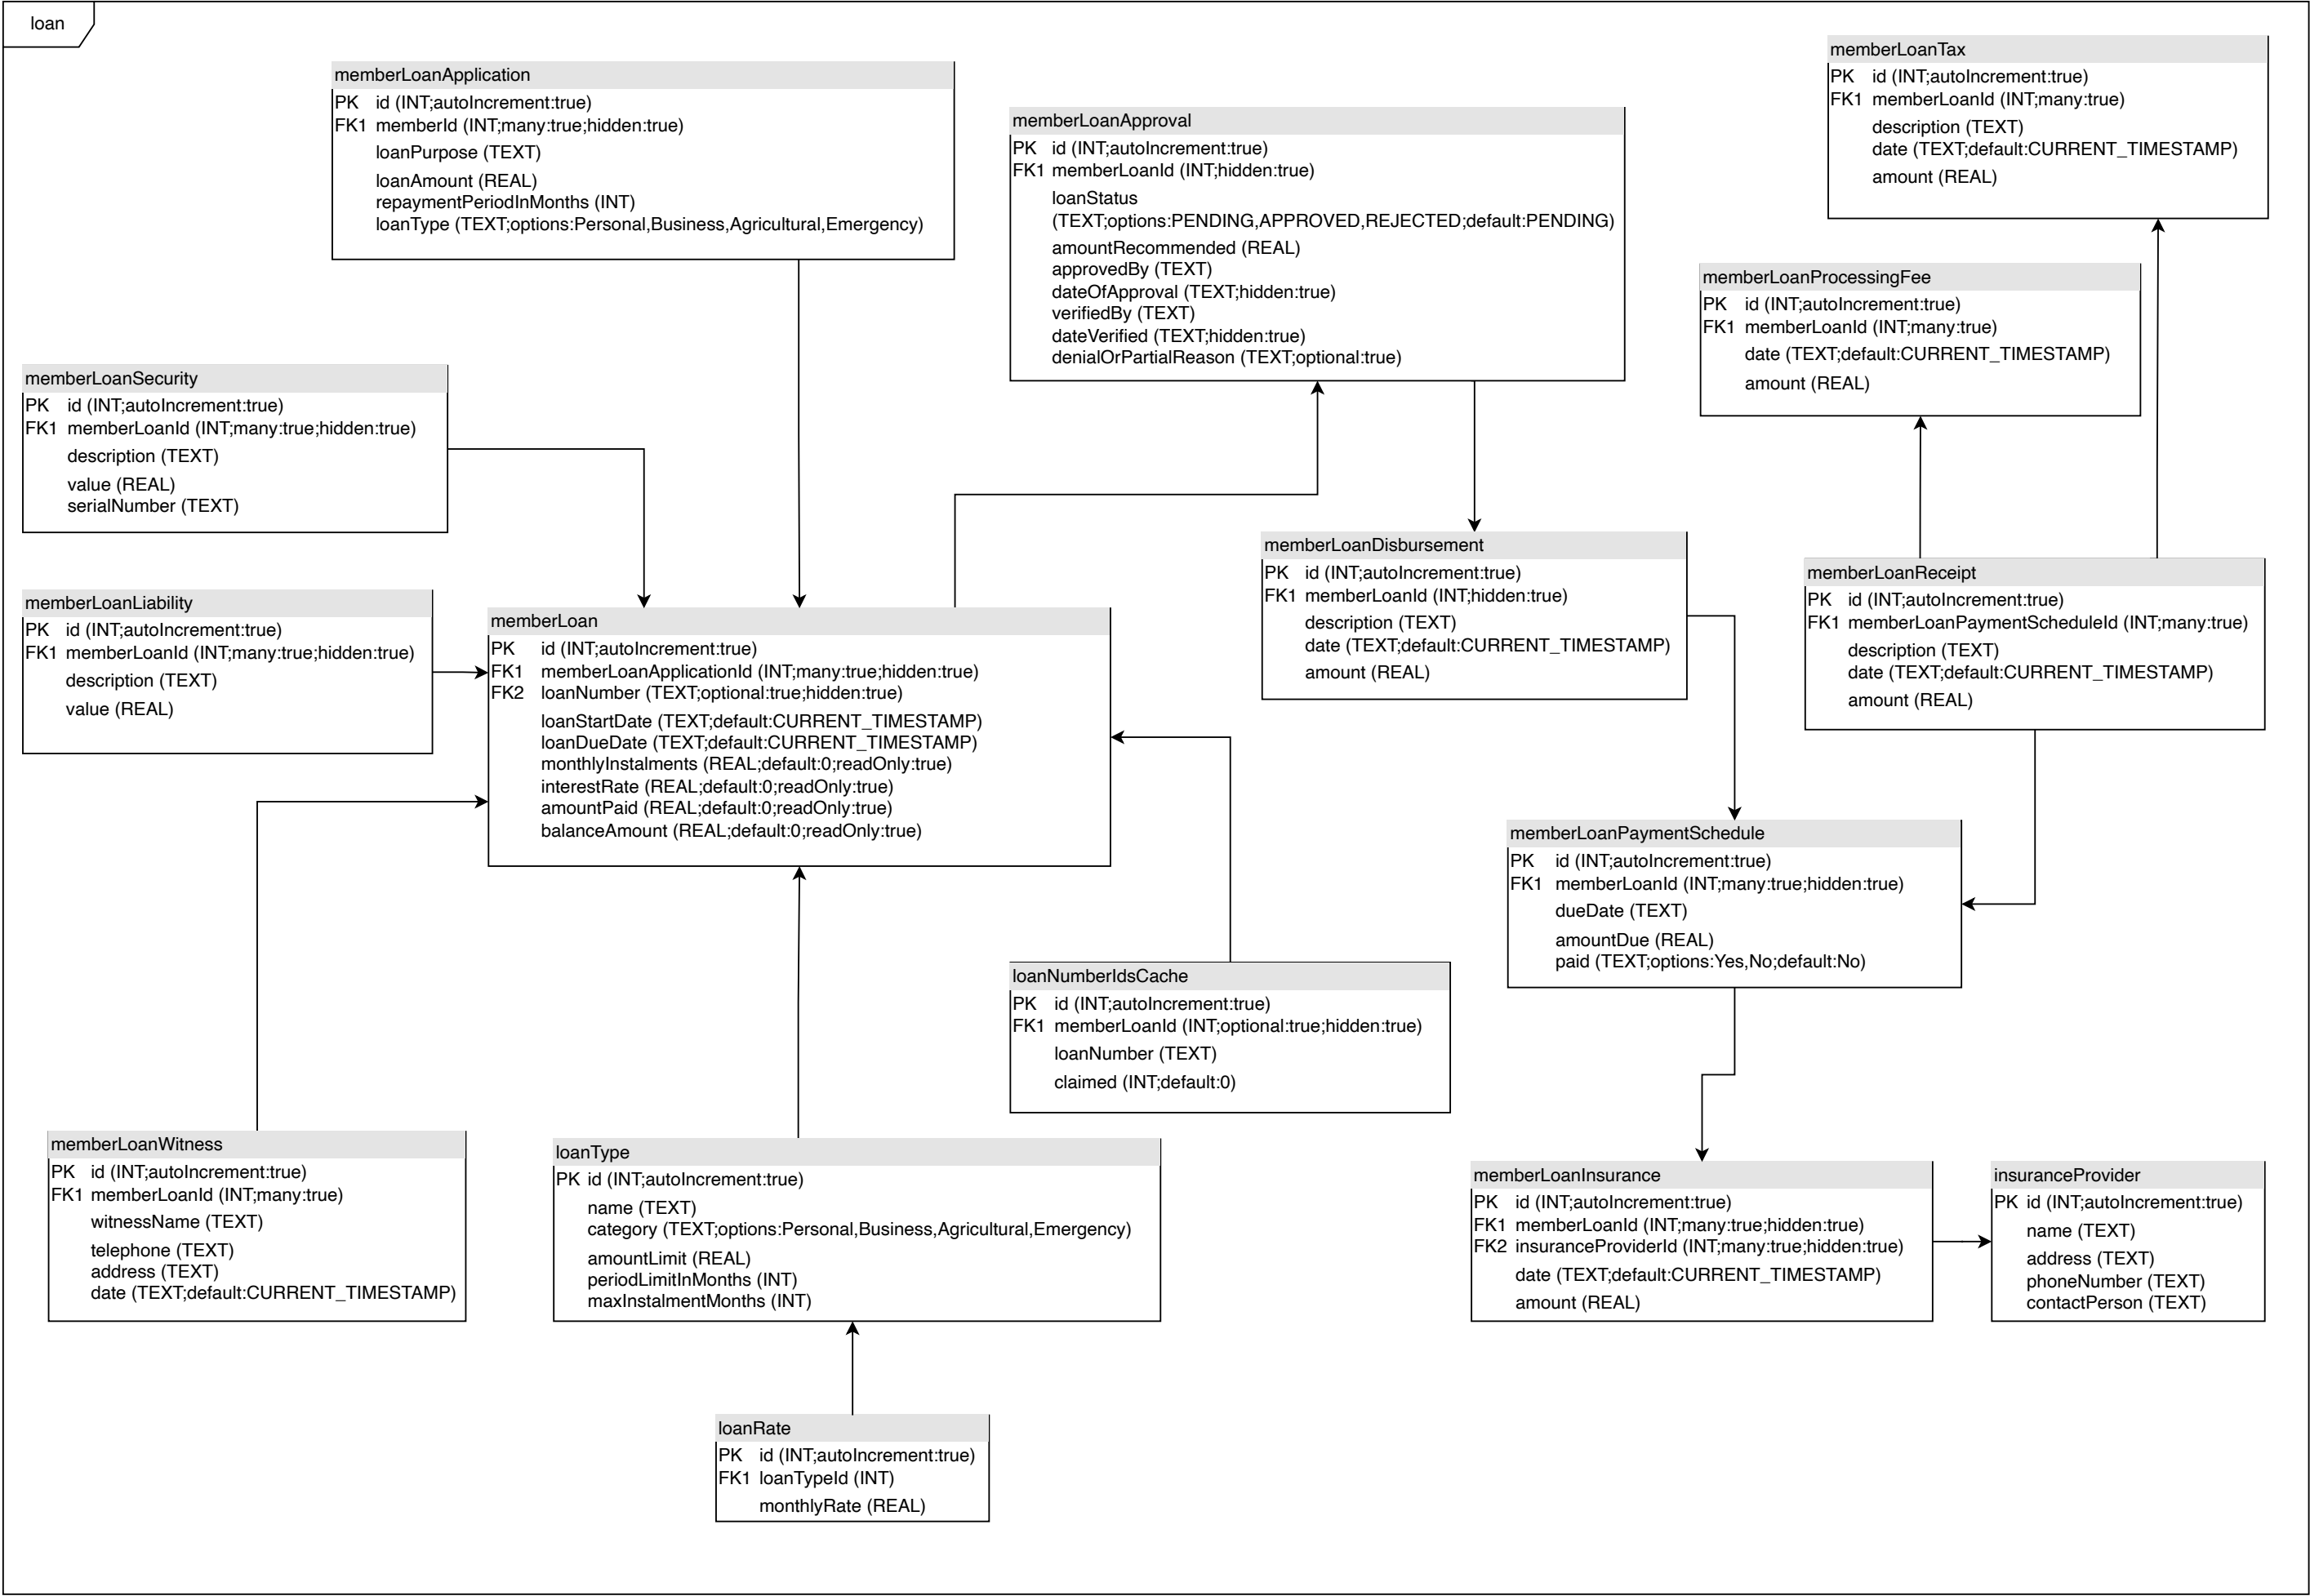 loan
memberLoanApplication
PK id (INT;autoIncrement:true)
FK1 memberId (INT;many:true;hidden:true)
loanPurpose (TEXT)
loanAmount (REAL)
repaymentPeriodInMonths (INT)
loanType (TEXT;options:Personal,Business,Agricultural,Emergency)
memberLoanApproval
PK id (INT;autoIncrement:true)
FK1 memberLoanId (INT;hidden:true)
loanStatus
(TEXT;options:PENDING,APPROVED,REJECTED;default:PENDING)
amountRecommended (REAL)
approvedBy (TEXT)
dateOfApproval (TEXT;hidden:true)
verifiedBy (TEXT)
dateVerified (TEXT;hidden:true)
denialOrPartialReason (TEXT;optional:true)
memberLoanTax
PK id (INT;autoIncrement:true)
FK1 memberLoanId (INT;many:true)
description (TEXT)
date (TEXT;default:CURRENT_TIMESTAMP)
amount (REAL)
memberLoanProcessingFee
PK id (INT;autoIncrement:true)
FK1 memberLoanId (INT;many:true)
date (TEXT;default:CURRENT_TIMESTAMP)
amount (REAL)
memberLoanSecurity
PK id (INT;autoIncrement:true)
FK1 memberLoanId (INT;many:true;hidden:true)
description (TEXT)
value (REAL)
serialNumber (TEXT)
memberLoanLiability
PK id (INT;autoIncrement:true)
FK1 memberLoanId (INT;many:true;hidden:true)
description (TEXT)
value (REAL)
memberLoan
PK id (INT;autoIncrement:true)
FK1 memberLoanApplicationId (INT;many:true;hidden:true)
FK2 loanNumber (TEXT;optional:true;hidden:true)
loanStartDate (TEXT;default:CURRENT_TIMESTAMP)
loanDueDate (TEXT;default:CURRENT_TIMESTAMP)
monthlyInstalments (REAL;default:0;readOnly:true)
interestRate (REAL;default:0;readOnly:true)
amountPaid (REAL;default:0;readOnly:true)
balanceAmount (REAL;default:0;readOnly:true)
memberLoanDisbursement
PK id (INT;autoIncrement:true)
FK1 memberLoanId (INT;hidden:true)
description (TEXT)
date (TEXT;default:CURRENT_TIMESTAMP)
amount (REAL)
memberLoanReceipt
PK id (INT;autoIncrement:true)
FK1 memberLoanPaymentScheduleId (INT;many:true)
description (TEXT)
date (TEXT;default:CURRENT_TIMESTAMP)
amount (REAL)
memberLoanPaymentSchedule
PK id (INT;autoIncrement:true)
FK1 memberLoanId (INT;many:true;hidden:true)
dueDate (TEXT)
amountDue (REAL)
paid (TEXT;options:Yes,No;default:No)
loanNumberIdsCache
PK id (INT;autoIncrement:true)
FK1 memberLoanId (INT;optional:true;hidden:true)
loanNumber (TEXT)
claimed (INT;default:0)
memberLoanWitness
PK id (INT;autoIncrement:true)
FK1 memberLoanId (INT;many:true)
witnessName (TEXT)
telephone (TEXT)
address (TEXT)
date (TEXT;default:CURRENT_TIMESTAMP)
loanType
PK id (INT;autoIncrement:true)
name (TEXT)
category (TEXT;options:Personal,Business,Agricultural,Emergency)
amountLimit (REAL)
periodLimitInMonths (INT)
maxInstalmentMonths (INT)
memberLoanInsurance
PK id (INT;autoIncrement:true)
FK1 memberLoanId (INT;many:true;hidden:true)
FK2 insuranceProviderId (INT;many:true;hidden:true)
date (TEXT;default:CURRENT_TIMESTAMP)
amount (REAL)
insuranceProvider
PK id (INT;autoIncrement:true)
name (TEXT)
address (TEXT)
phoneNumber (TEXT)
contactPerson (TEXT)
loanRate
PK id (INT;autoIncrement:true)
FK1 loanTypeId (INT)
monthlyRate (REAL)